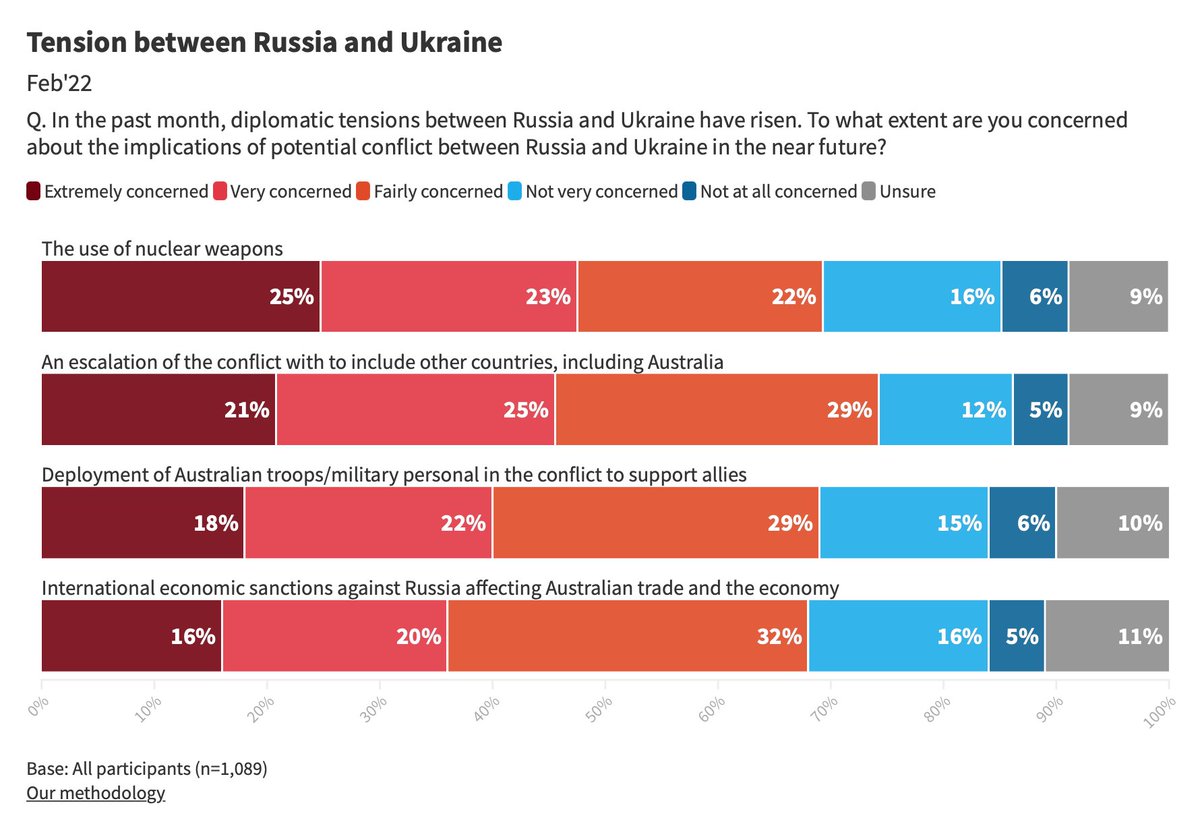 Tension between Russia and Ukraine
Feb'22
Q. In the past month, diplomatic tensions between Russia and Ukraine have risen. To what extent are you concerned
about the implications of potential conflict between Russia and Ukraine in the near future?
Extremely concerned Very concerned Fairly concerned Not very concerned Not at all concerned Unsure
The use of nuclear weapons
25% 23% 22% 16% 6% 9%
An escalation of the conflict with to include other countries, including Australia
21% 25% 29% 12% 5% 9%
Deployment of Australian troops/military personal in the conflict to support allies
18% 22% 29% 15% 6% 10%
International economic sanctions against Russia affecting Australian trade and the economy
16% 20% 32% 16% 5% 11%
0% 10% 20% 30% 40% 50% 60% 70% 80% 90% 100%
Base: All participants (n=1,089)
Our methodology